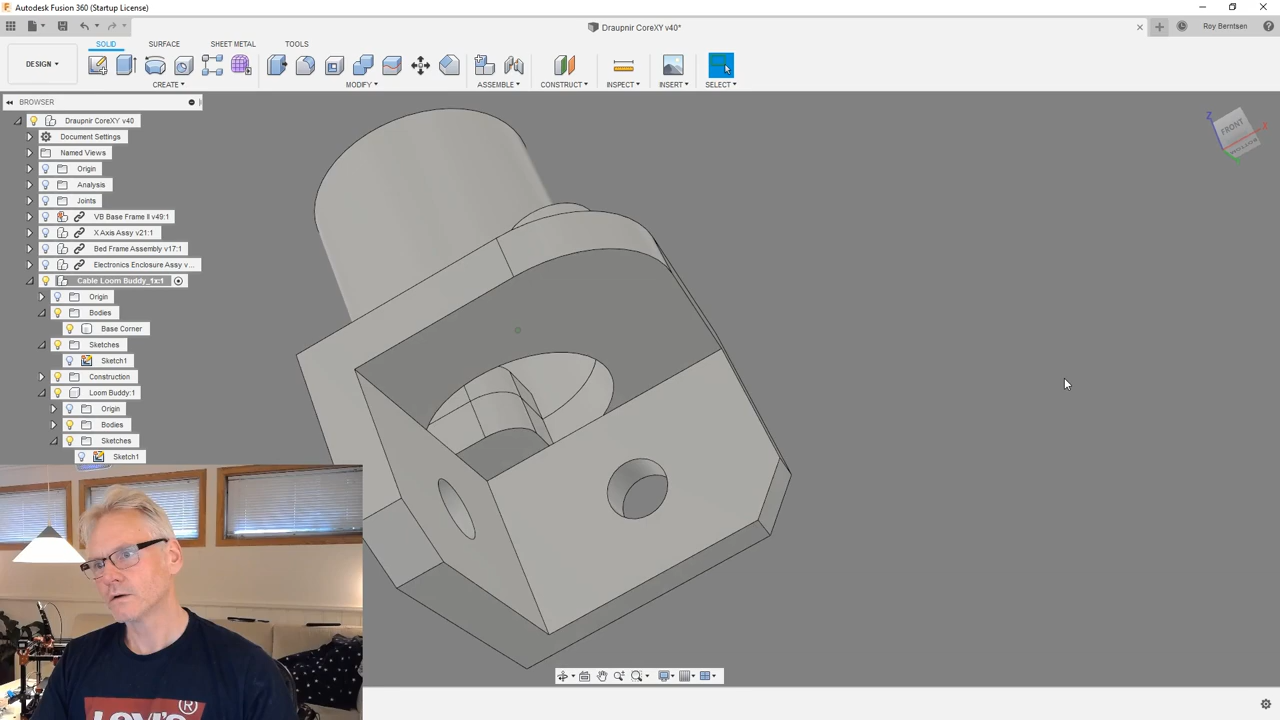 Autodesk Fusion 360 (Startup License)
Draupnir CoreXY v40*
Roy Berntsen
DESIGN
SOLID SURFACE SHEET METAL TOOLS
CREATE MODIFY ASSEMBLE CONSTRUCT INSPECT INSERT SELECT
BROWSER
Draupnir CoreXY v40
Document Settings
Named Views
Origin
Analysis
Joints
VB Base Frame II v49:1
X Axis Assy v21:1
Bed Frame Assembly v17:1
Electronics Enclosure Assy v...
Cable Loom Buddy_1x:1
Origin
Bodies
Base Corner
Sketches
Sketch1
Construction
Loom Buddy:1
Origin
Bodies
Sketches
Sketch1
Z
FRONT
X
LEVI'S
®